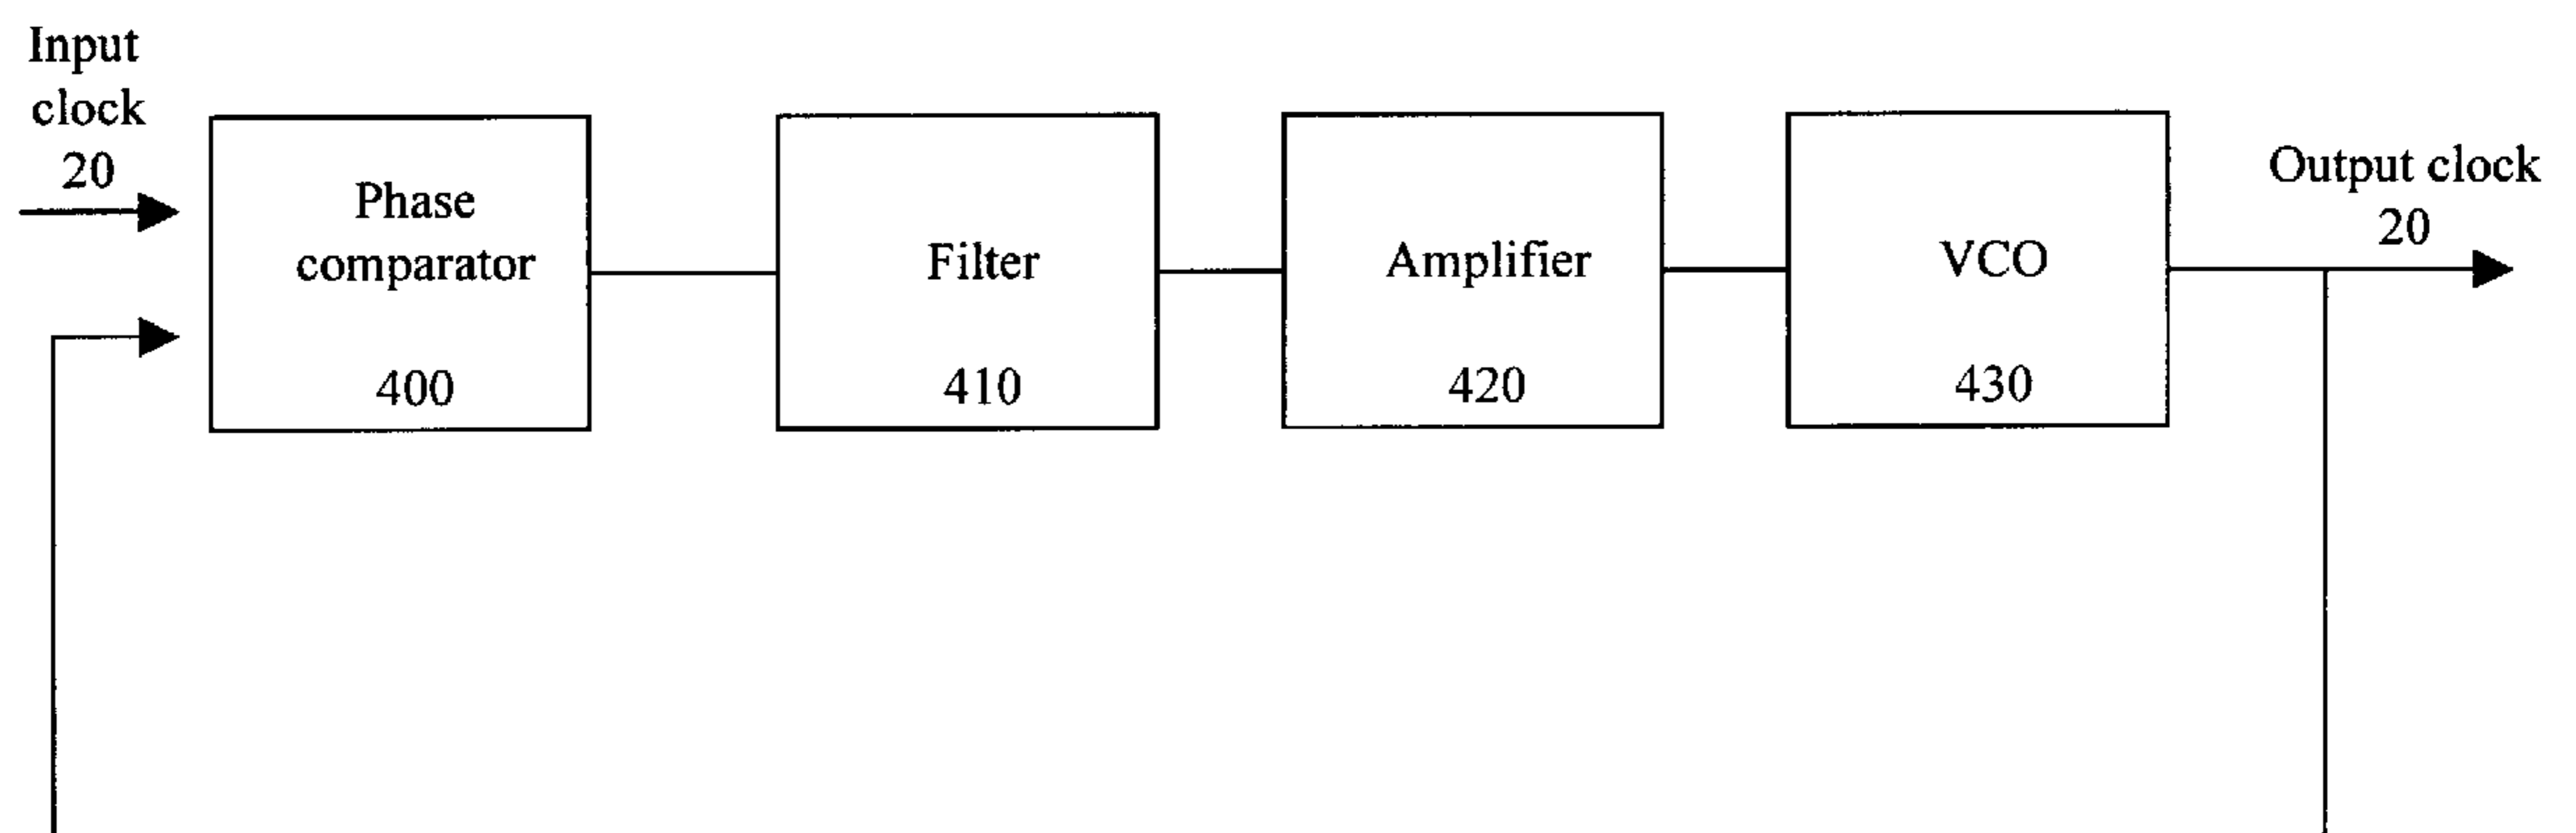 Input
clock
20
Phase
comparator
400
Filter
410
Amplifier
420
VCO
430
Output clock
20